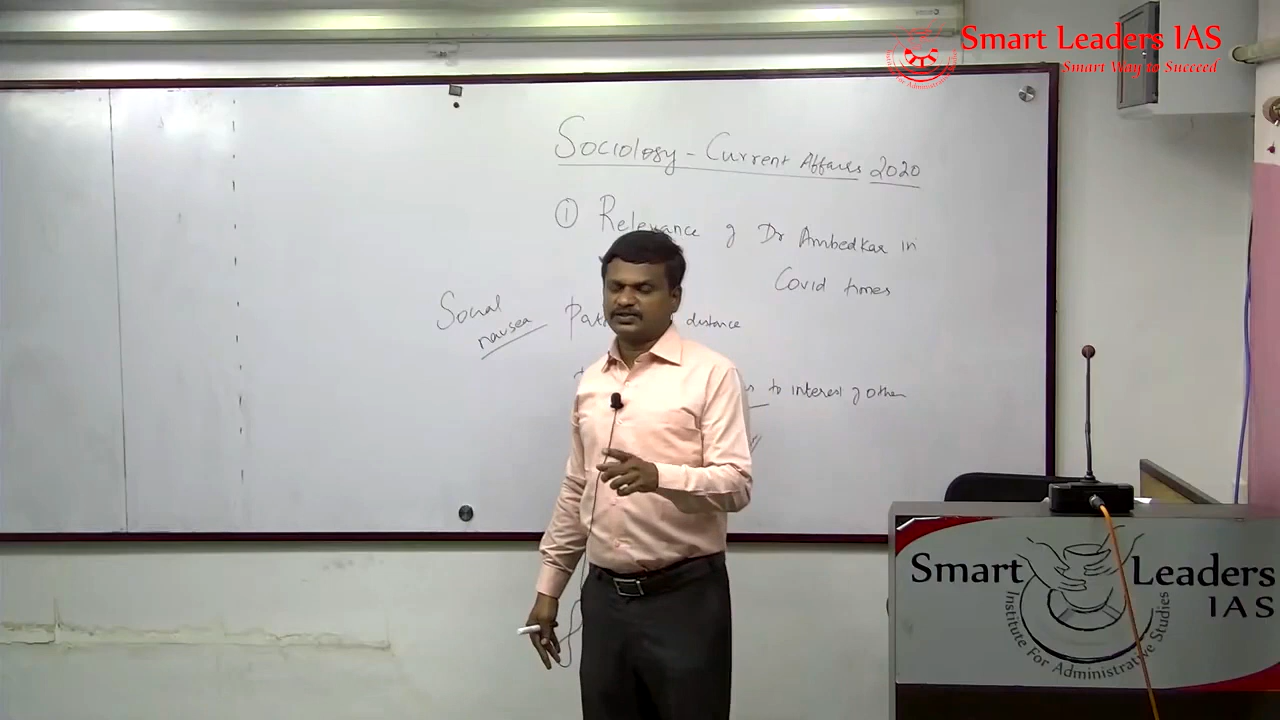 Smart Leaders IAS
Smart Way to Succeed
Sociology - Current Affairs 2020
① Relevance of Dr Ambedkar in
Covid times
Social
nausea
distance
to interest of other
Smart Leaders
IAS
Institute For Administrative Studies